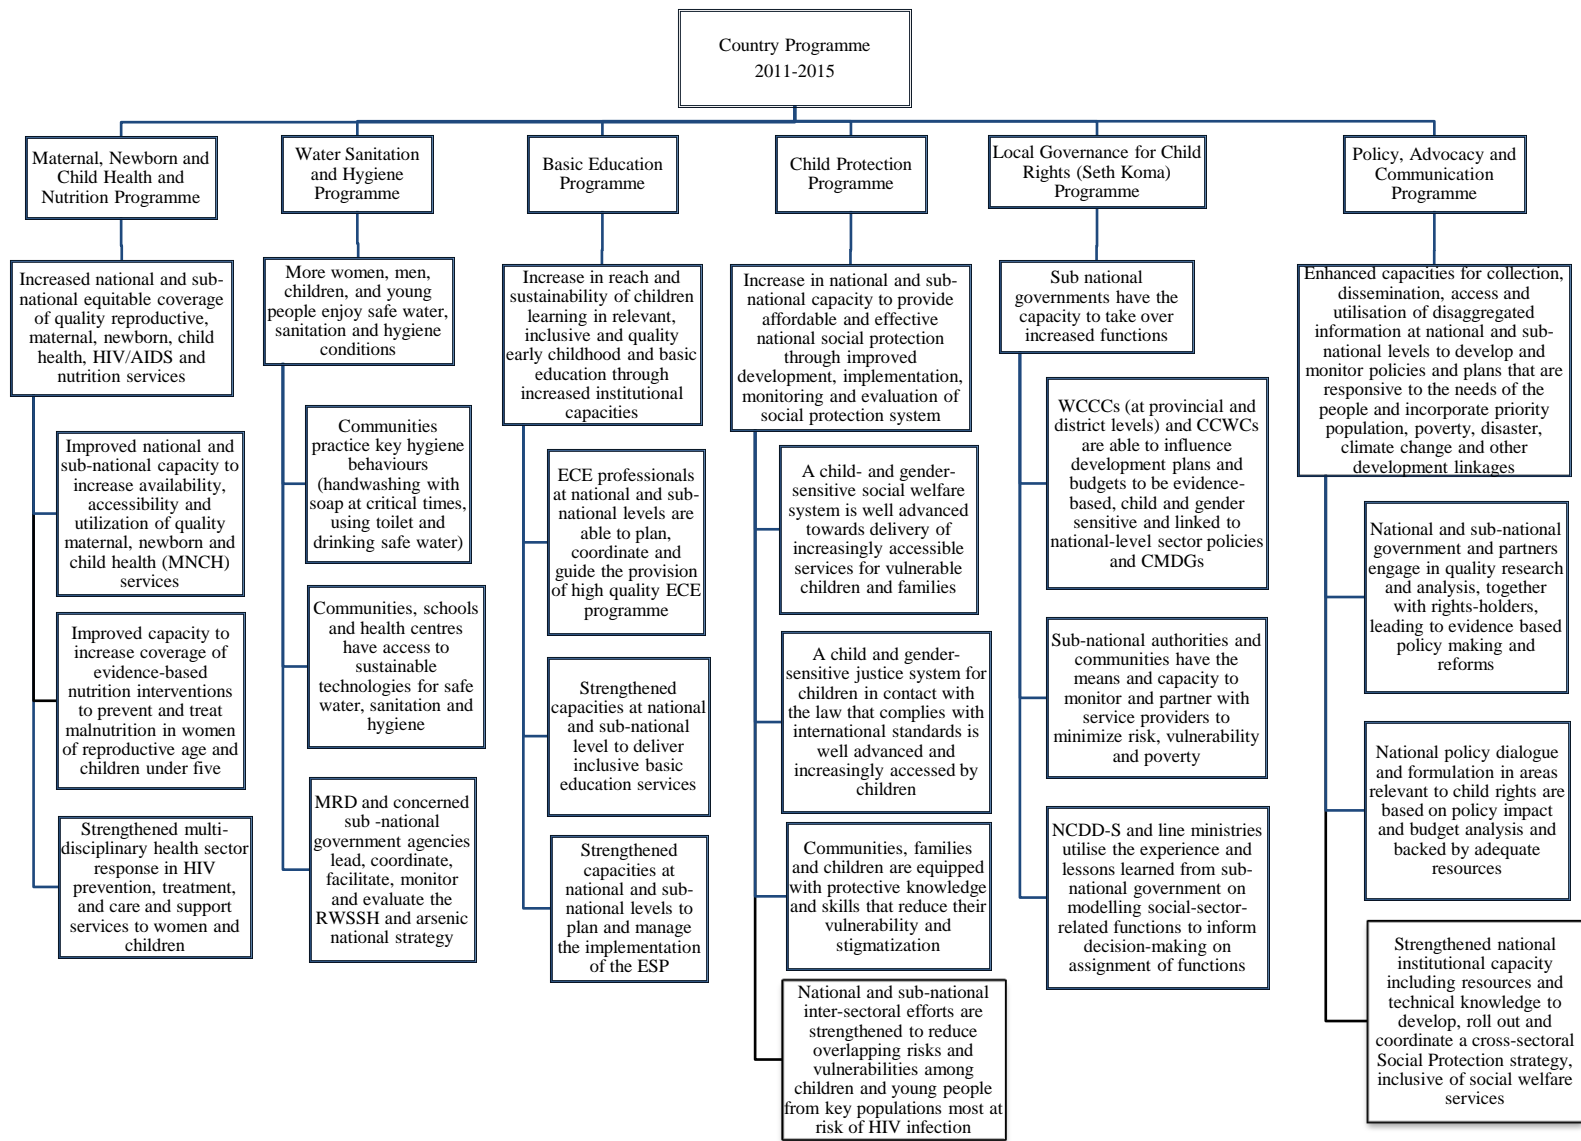 Country Programme
2011-2015
Maternal, Newborn and
Child Health and
Nutrition Programme
Increased national and sub-
national equitable coverage
of quality reproductive,
maternal, newborn, child
health, HIV/AIDS and
nutrition services
Improved national and
sub-national capacity to
increase availability,
accessibility and
utilization of quality
maternal, newborn and
child health (MNCH)
services
Improved capacity to
increase coverage of
evidence-based
nutrition interventions
to prevent and treat
malnutrition in women
of reproductive age and
children under five
Strengthened multi-
disciplinary health sector
response in HIV
prevention, treatment,
and care and support
services to women and
children
Water Sanitation
and Hygiene
Programme
More women, men,
children, and young
people enjoy safe water,
sanitation and hygiene
conditions
Communities
practice key hygiene
behaviours
(handwashing with
soap at critical times,
using toilet and
drinking safe water)
Communities, schools
and health centres
have access to
sustainable
technologies for safe
water, sanitation and
hygiene
MRD and concerned
sub -national
government agencies
lead, coordinate,
facilitate, monitor
and evaluate the
RWSSH and arsenic
national strategy
Basic Education
Programme
Increase in reach and
sustainability of children
learning in relevant,
inclusive and quality
early childhood and basic
education through
increased institutional
capacities
ECE professionals
at national and sub-
national levels are
able to plan,
coordinate and
guide the provision
of high quality ECE
programme
Strengthened
capacities at national
and sub-national
level to deliver
inclusive basic
education services
Strengthened
capacities at
national and sub-
national levels to
plan and manage
the implementation
of the ESP
Child Protection
Programme
Increase in national and sub-
national capacity to provide
affordable and effective
national social protection
through improved
development, implementation,
monitoring and evaluation of
social protection system
A child- and gender-
sensitive social welfare
system is well advanced
towards delivery of
increasingly accessible
services for vulnerable
children and families
A child and gender-
sensitive justice system for
children in contact with
the law that complies with
international standards is
well advanced and
increasingly accessed by
children
Communities, families
and children are equipped
with protective knowledge
and skills that reduce their
vulnerability and
stigmatization
National and sub-national
inter-sectoral efforts are
strengthened to reduce
overlapping risks and
vulnerabilities among
children and young people
from key populations most at
risk of HIV infection
Local Governance for Child
Rights (Seth Koma)
Programme
Sub national
governments have the
capacity to take over
increased functions
WCCCs (at provincial and
district levels) and CCWCs
are able to influence
development plans and
budgets to be evidence-
based, child and gender
sensitive and linked to
national-level sector policies
and CMDGs
Sub-national authorities and
communities have the
means and capacity to
monitor and partner with
service providers to
minimize risk, vulnerability
and poverty
NCDD-S and line ministries
utilise the experience and
lessons learned from sub-
national government on
modelling social-sector-
related functions to inform
decision-making on
assignment of functions
Policy, Advocacy and
Communication
Programme
Enhanced capacities for collection,
dissemination, access and
utilisation of disaggregated
information at national and sub-
national levels to develop and
monitor policies and plans that are
responsive to the needs of the
people and incorporate priority
population, poverty, disaster,
climate change and other
development linkages
National and sub-national
government and partners
engage in quality research
and analysis, together
with rights-holders,
leading to evidence based
policy making and
reforms
National policy dialogue
and formulation in areas
relevant to child rights are
based on policy impact
and budget analysis and
backed by adequate
resources
Strengthened national
institutional capacity
including resources and
technical knowledge to
develop, roll out and
coordinate a cross-sectoral
Social Protection strategy,
inclusive of social welfare
services